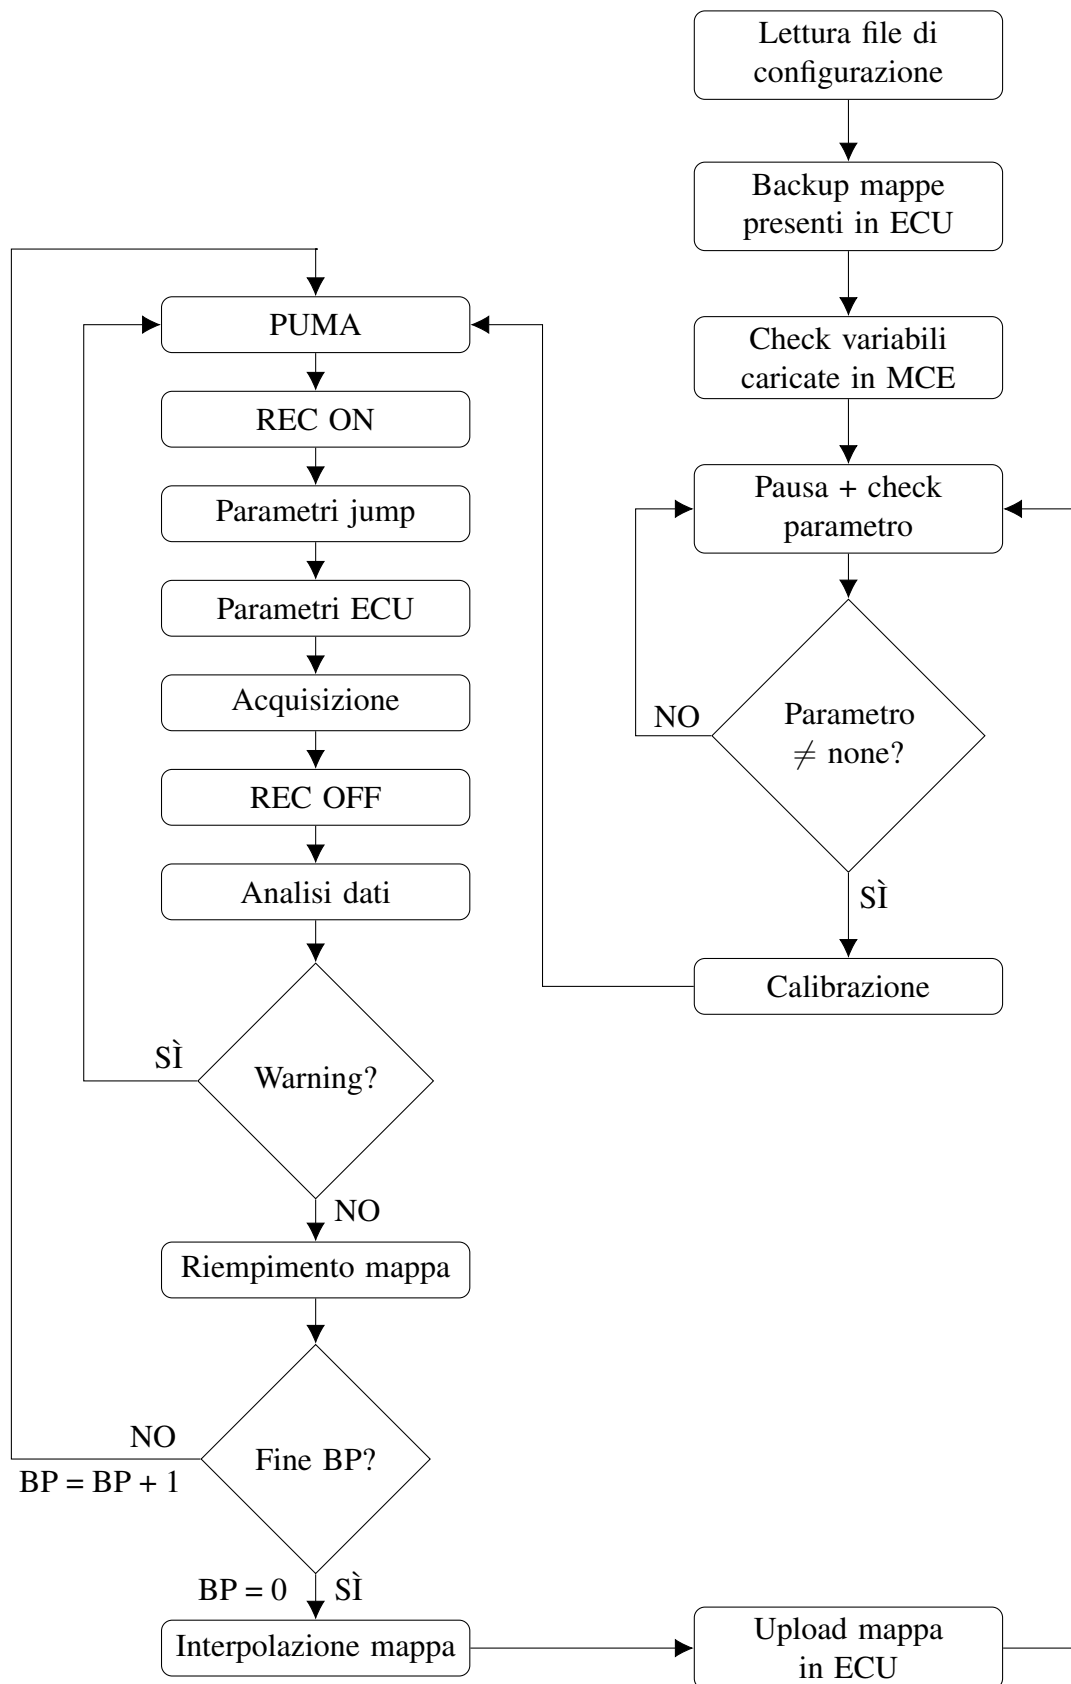 Lettura file di
configurazione
Backup mappe
presenti in ECU
Check variabili
caricate in MCE
Pausa + check
parametro
Parametro
≠ none?
NO
SÌ
Calibrazione
PUMA
REC ON
Parametri jump
Parametri ECU
Acquisizione
REC OFF
Analisi dati
Warning?
SÌ
NO
Riempimento mappa
Fine BP?
NO
BP = BP + 1
BP = 0
SÌ
Interpolazione mappa
Upload mappa
in ECU